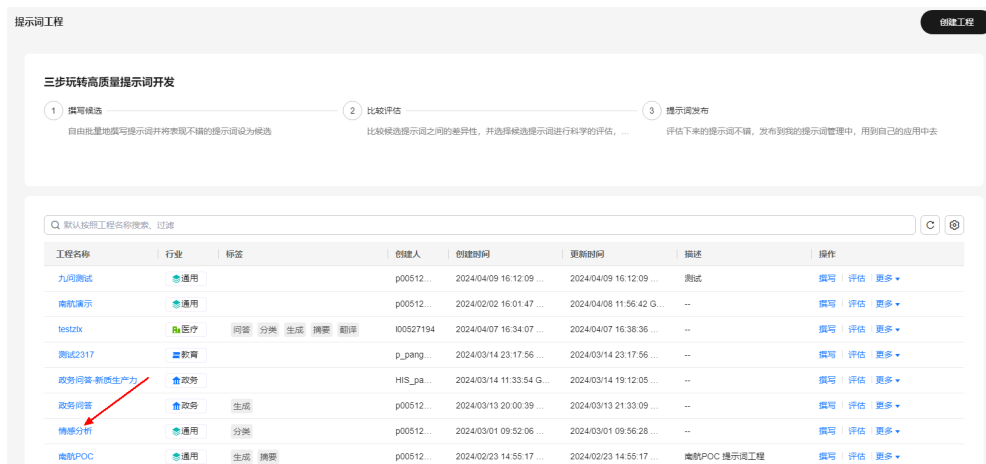 提示词工程
创建工程
三步玩转高质量提示词开发
1 撰写候选 2 比较评估 3 提示词发布
自由批量地撰写提示词并将表现不错的提示词设为候选 比较候选提示词之间的差异性，并选择候选提示词进行科学的评估，... 评估下来的提示词不错，发布到我的提示词管理中，用到自己的应用中去
默认按照工程名称搜索、过滤
工程名称 行业 标签 创建人 创建时间 更新时间 描述 操作
九问测试 通用 p00512... 2024/04/09 16:12:09 ... 2024/04/09 16:12:09 ... 测试 撰写 评估 更多
南航演示 通用 p00512... 2024/02/02 16:01:47 ... 2024/04/08 11:56:42 G... -- 撰写 评估 更多
testzlx 医疗 问答 分类 生成 摘要 翻译 l00527194 2024/04/07 16:34:07 ... 2024/04/07 16:38:36 ... -- 撰写 评估 更多
测试2317 教育 p_pang... 2024/03/14 23:17:56 ... 2024/03/14 23:17:56 ... -- 撰写 评估 更多
政务问答-新质生产力 政务 HIS_pa... 2024/03/14 11:33:54 G... 2024/03/14 19:12:05 ... -- 撰写 评估 更多
政务问答 政务 生成 p00512... 2024/03/13 20:00:39 ... 2024/03/13 21:33:09 ... -- 撰写 评估 更多
情感分析 通用 分类 p00512... 2024/03/01 09:52:06 ... 2024/03/01 09:56:28 ... -- 撰写 评估 更多
南航POC 通用 生成 摘要 p00512... 2024/02/23 14:55:17 ... 2024/02/23 14:55:17 ... 南航POC 提示词工程 撰写 评估 更多